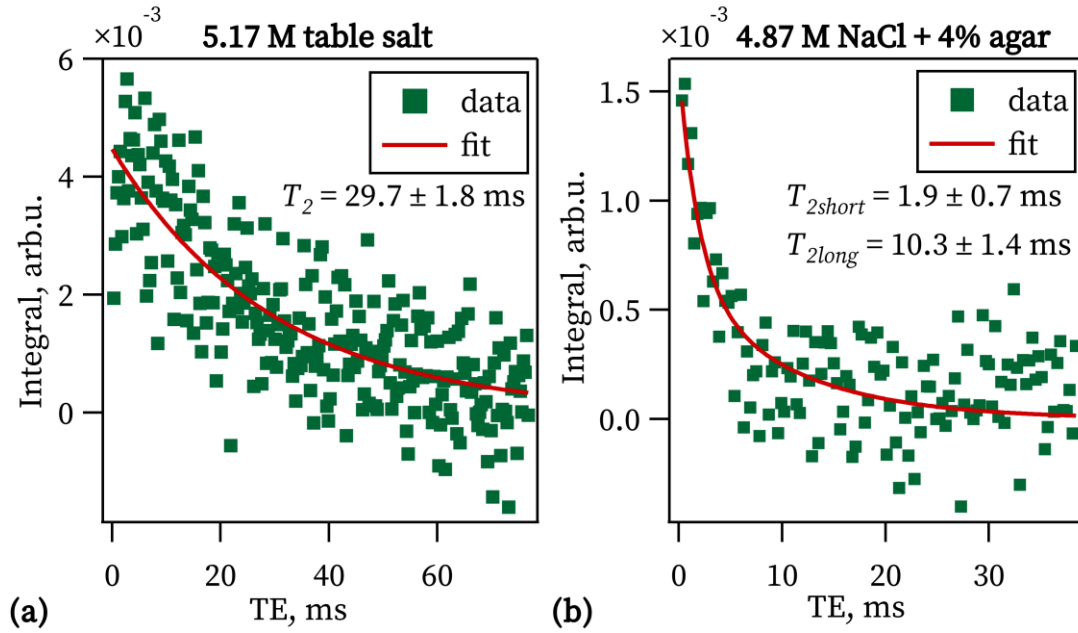 ×10⁻³
5.17 M table salt
6
4
2
0
Integral, arb.u.
data
fit
T₂ = 29.7 ± 1.8 ms
0 20 40 60
TE, ms
(a)
×10⁻³
4.87 M NaCl + 4% agar
1.5
1.0
0.5
0.0
Integral, arb.u.
data
fit
T₂short = 1.9 ± 0.7 ms
T₂long = 10.3 ± 1.4 ms
0 10 20 30
TE, ms
(b)